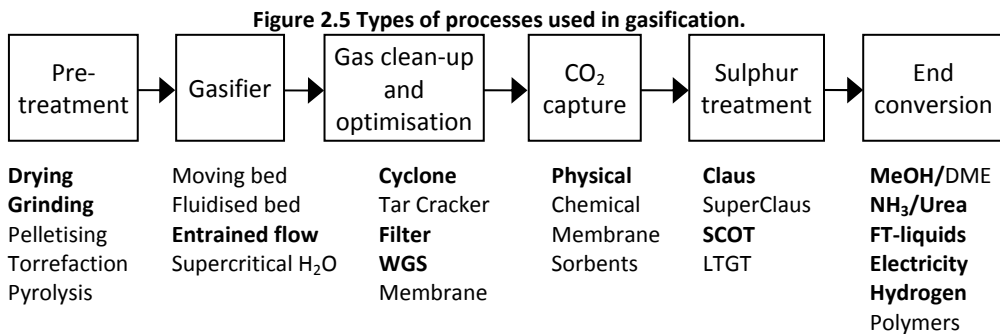 Figure 2.5 Types of processes used in gasification.
Pre-
treatment
Gasifier
Gas clean-up
and
optimisation
CO₂
capture
Sulphur
treatment
End
conversion
Drying
Grinding
Pelletising
Torrefaction
Pyrolysis
Moving bed
Fluidised bed
Entrained flow
Supercritical H₂O
Cyclone
Tar Cracker
Filter
WGS
Membrane
Physical
Chemical
Membrane
Sorbents
Claus
SuperClaus
SCOT
LTGT
MeOH/DME
NH₃/Urea
FT-liquids
Electricity
Hydrogen
Polymers